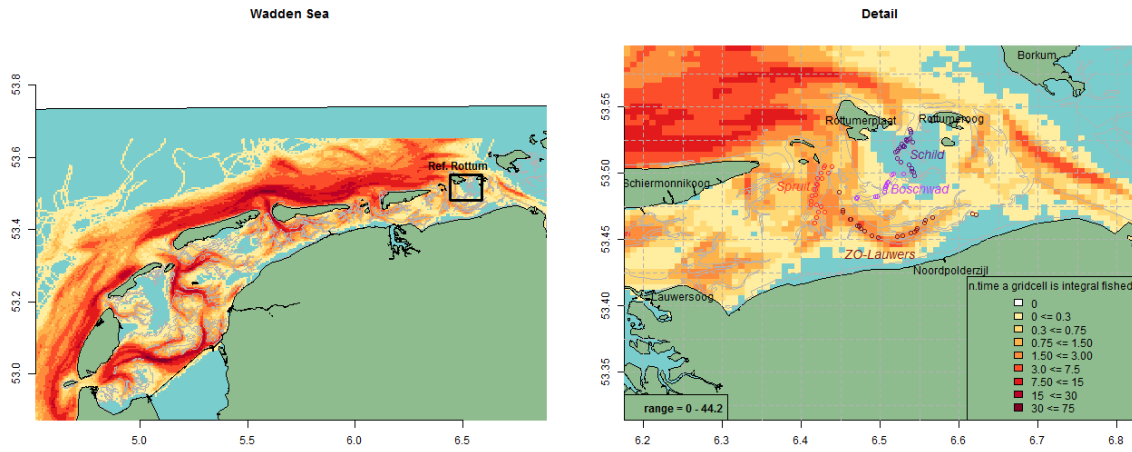 Wadden Sea
53.8
53.6
53.4
53.2
53.0
5.0
5.5
6.0
6.5
Ref. Rottum
Detail
53.55
53.50
53.45
53.40
53.35
6.2
6.3
6.4
6.5
6.6
6.7
6.8
Borkum
Rottumerplaat
Rottumeroog
Schild
Schiermonnikoog
Spruit
Boschwad
ZO-Lauwers
Noordpolderzijl
Lauwersoog
n.time a gridcell is integral fished
0
0 <= 0.3
0.3 <= 0.75
0.75 <= 1.50
1.50 <= 3.00
3.0 <= 7.5
7.50 <= 15
15 <= 30
30 <= 75
range = 0 - 44.2